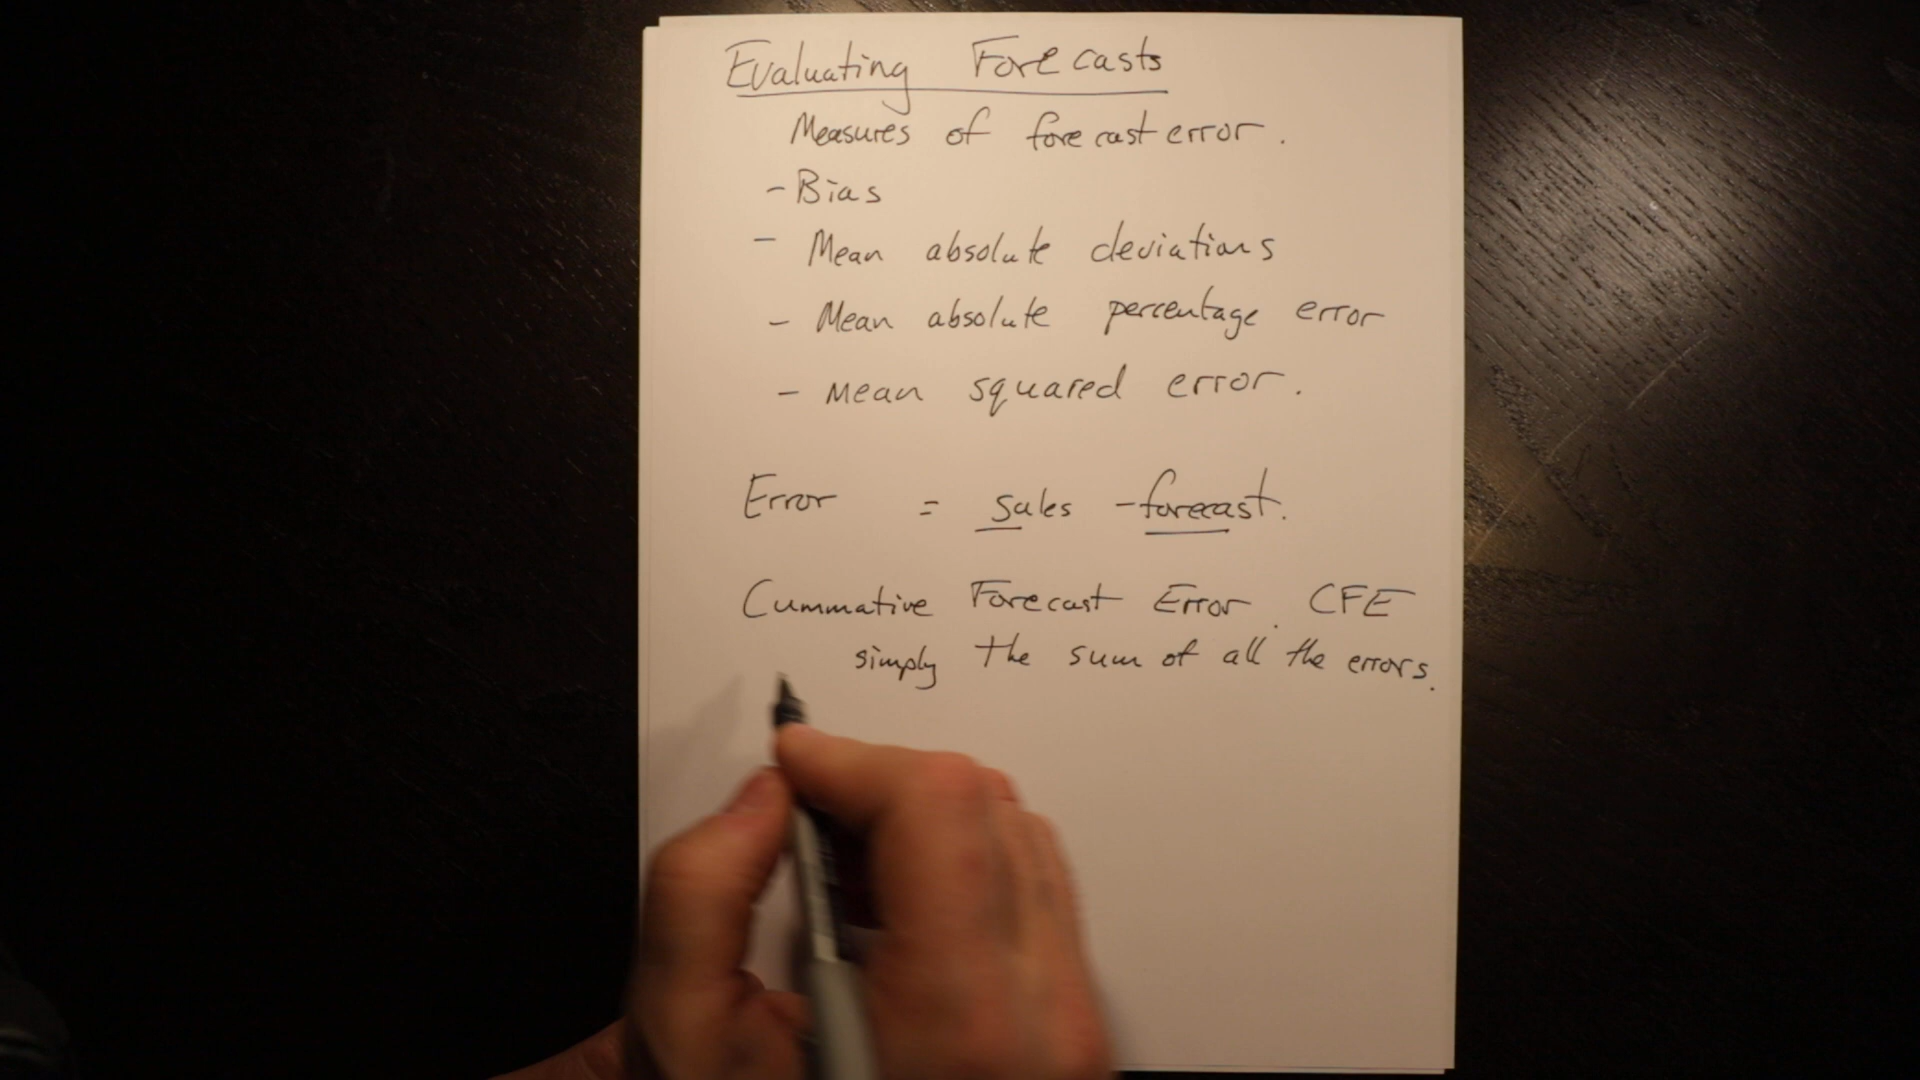 Evaluating Forecasts
Measures of forecast error.
- Bias
- Mean absolute deviations
- Mean absolute percentage error
- Mean squared error.
Error = sales - forecast.
Cummative Forecast Error. CFE
simply the sum of all the errors.